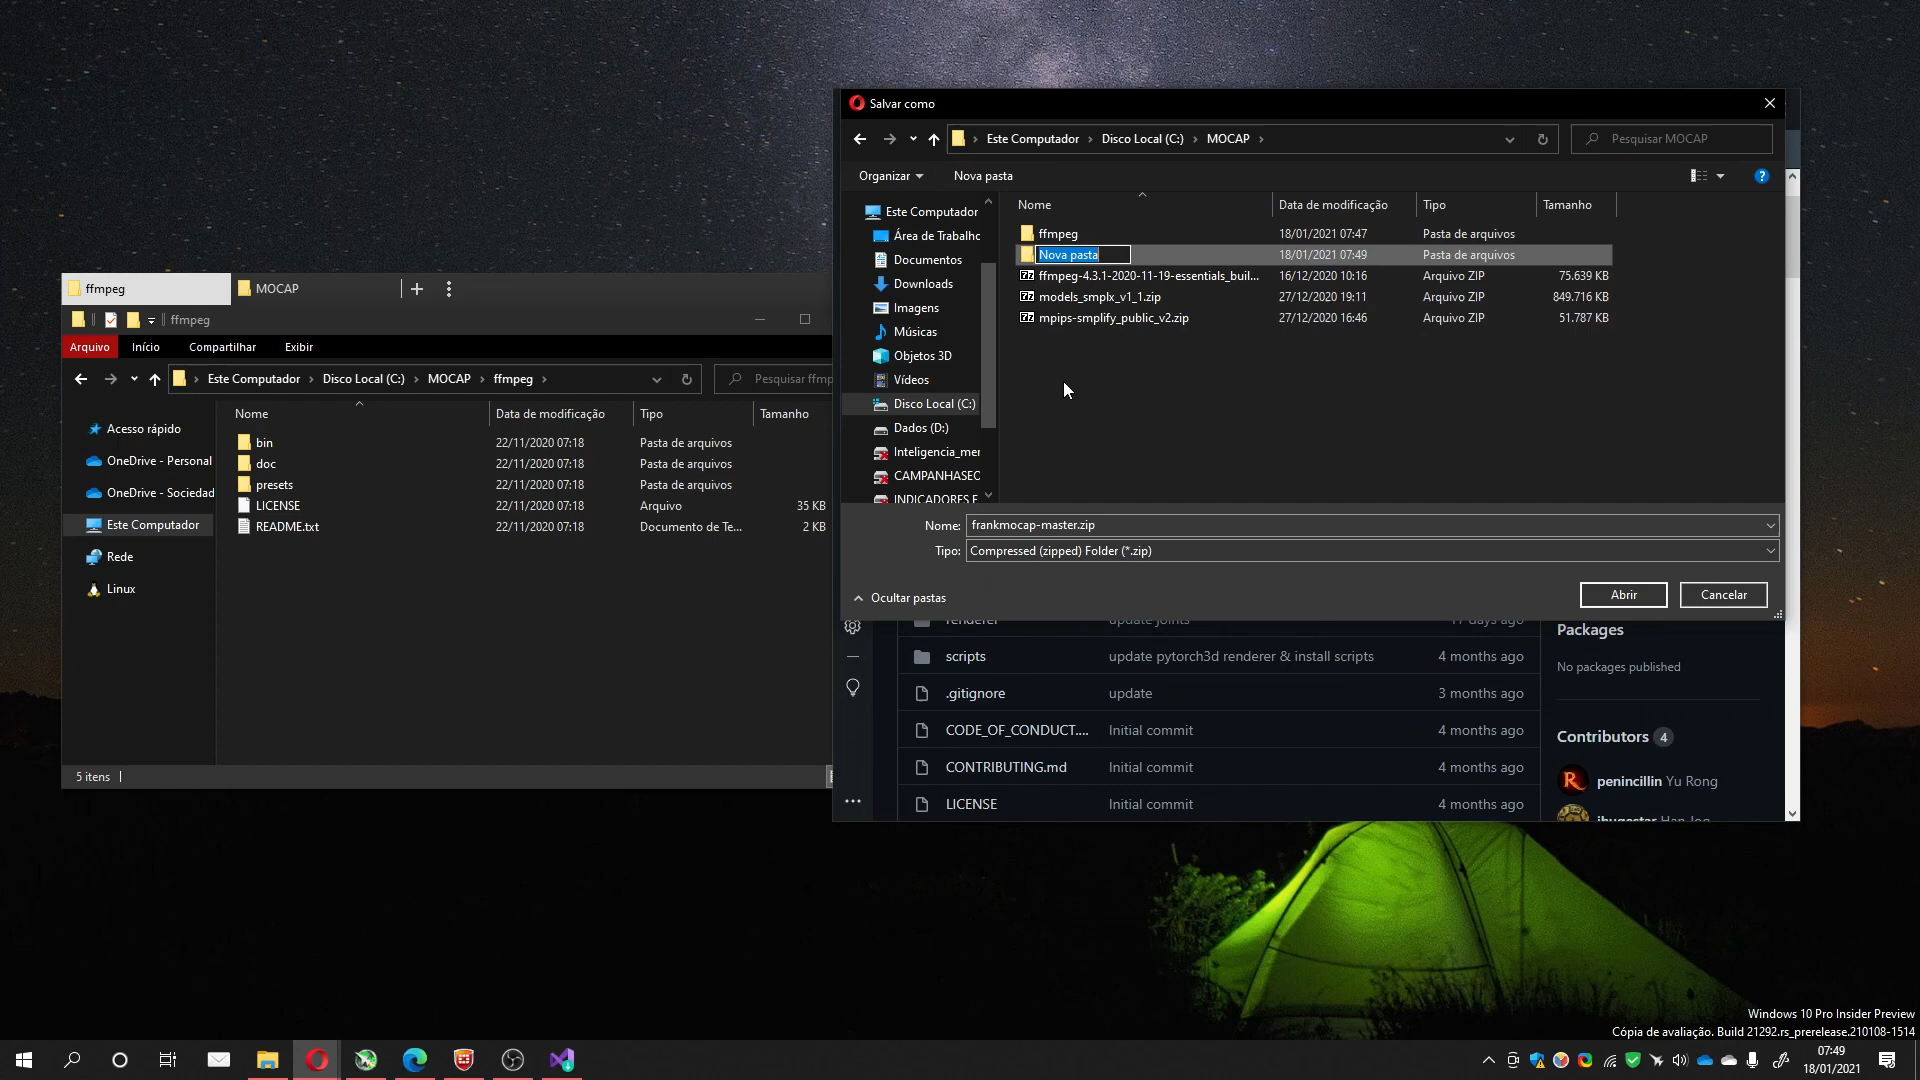 Salvar como
Este Computador
Disco Local (C:)
MOCAP
Pesquisar MOCAP
Organizar
Nova pasta
Este Computador
Área de Trabalho
Documentos
Downloads
Imagens
Músicas
Objetos 3D
Vídeos
Disco Local (C:)
Dados (D:)
Inteligencia_mer
CAMPANHASEC
INDICADORES E
Nome Data de modificação Tipo Tamanho
ffmpeg 18/01/2021 07:47 Pasta de arquivos
Nova pasta 18/01/2021 07:49 Pasta de arquivos
ffmpeg-4.3.1-2020-11-19-essentials_buil... 16/12/2020 10:16 Arquivo ZIP 75.639 KB
models_smplx_v1_1.zip 27/12/2020 19:11 Arquivo ZIP 849.716 KB
mpips-smplify_public_v2.zip 27/12/2020 16:46 Arquivo ZIP 51.787 KB
Nome: frankmocap-master.zip
Tipo: Compressed (zipped) Folder (*.zip)
Ocultar pastas
Abrir
Cancelar
ffmpeg
MOCAP
ffmpeg
Arquivo Início Compartilhar Exibir
Este Computador
Disco Local (C:)
MOCAP
ffmpeg
Pesquisar ffmp
Acesso rápido
OneDrive - Personal
OneDrive - Sociedad
Este Computador
Rede
Linux
Nome Data de modificação Tipo Tamanho
bin 22/11/2020 07:18 Pasta de arquivos
doc 22/11/2020 07:18 Pasta de arquivos
presets 22/11/2020 07:18 Pasta de arquivos
LICENSE 22/11/2020 07:18 Arquivo 35 KB
README.txt 22/11/2020 07:18 Documento de Te... 2 KB
5 itens
renderer update joints 17 days ago
scripts update pytorch3d renderer & install scripts 4 months ago
.gitignore update 3 months ago
CODE_OF_CONDUCT.... Initial commit 4 months ago
CONTRIBUTING.md Initial commit 4 months ago
LICENSE Initial commit 4 months ago
Packages
No packages published
Contributors 4
penincillin Yu Rong
jhugestar Han Joo
Windows 10 Pro Insider Preview
Cópia de avaliação. Build 21292.rs_prerelease.210108-1514
07:49
18/01/2021